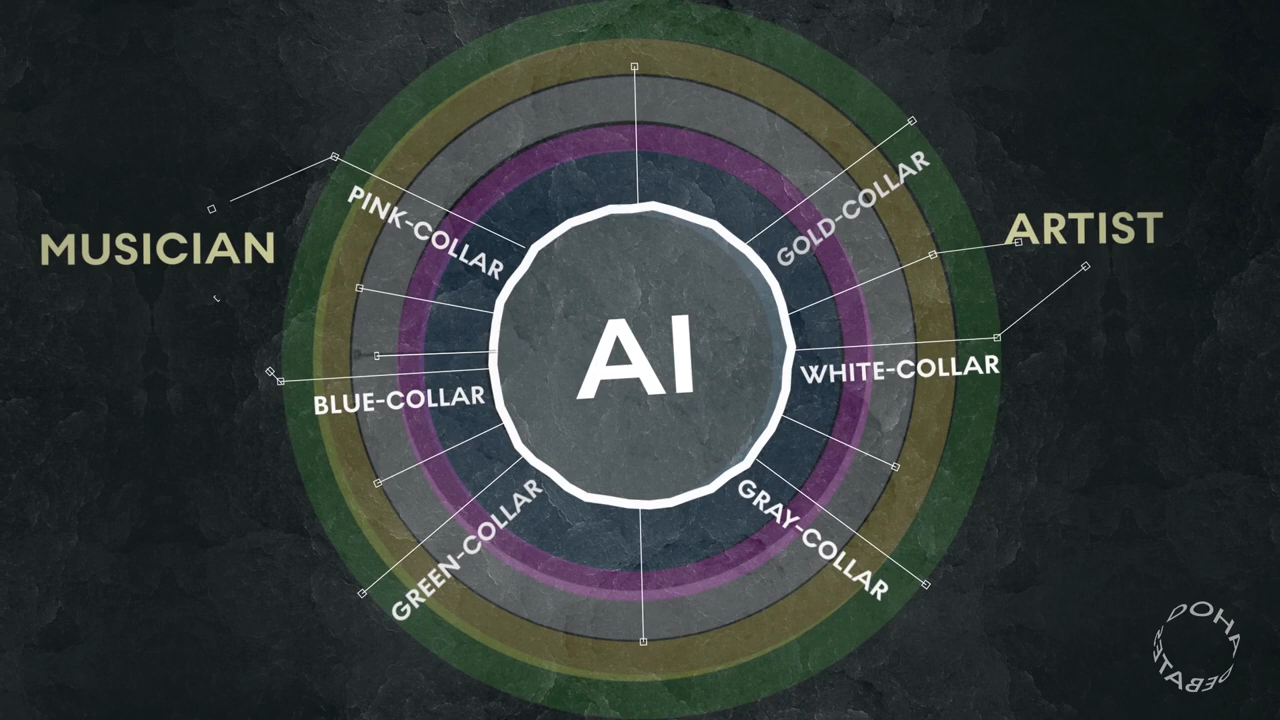 PINK-COLLAR
GOLD-COLLAR
MUSICIAN
ARTIST
AI
WHITE-COLLAR
BLUE-COLLAR
GREEN-COLLAR
GRAY-COLLAR
DOHA
DEBATES